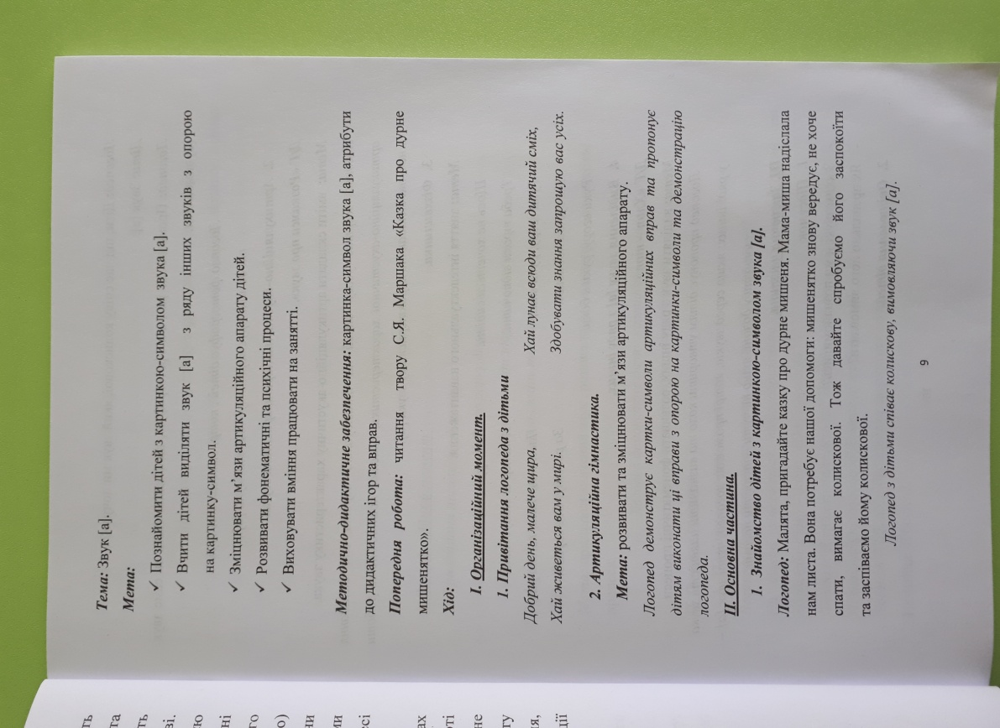 Тема: Звук [а].
Мета:
✓ Познайомити дітей з картинкою-символом звука [а].
✓ Вчити дітей виділяти звук [а] з ряду інших звуків з опорою
на картинку-символ.
✓ Зміцнювати м᾽язи артикуляційного апарату дітей.
✓ Розвивати фонематичні та психічні процеси.
✓ Виховувати вміння працювати на занятті.
Методично-дидактичне забезпечення: картинка-символ звука [а], атрибути
до дидактичних ігор та вправ.
Попередня робота: читання твору С.Я. Маршака «Казка про дурне
мишенятко».
Хід:
I. Організаційний момент.
1. Привітання логопеда з дітьми
Добрий день, малече щира, Хай лунає всюди ваш дитячий сміх,
Хай живеться вам у мирі. Здобувати знання запрошую вас усіх.
2. Артикуляційна гімнастика.
Мета: розвивати та зміцнювати м᾽язи артикуляційного апарату.
Логопед демонструє картки-символи артикуляційних вправ та пропонує
дітям виконати ці вправи з опорою на картинки-символи та демонстрацію
логопеда.
II. Основна частина.
1. Знайомство дітей з картинкою-символом звука [а].
Логопед: Малята, пригадайте казку про дурне мишеня. Мама-миша надіслала
нам листа. Вона потребує нашої допомоги: мишенятко знову вередує, не хоче
спати, вимагає колискової. Тож давайте спробуємо його заспокоїти
та заспіваємо йому колискової.
Логопед з дітьми співає колискову, вимовляючи звук [а].
9